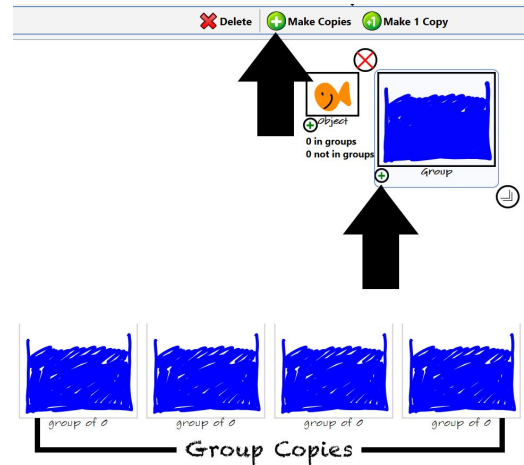 Delete Make Copies +1 Make 1 Copy
Object
0 in groups
0 not in groups
Group
group of 0 group of 0 group of 0 group of 0
Group Copies